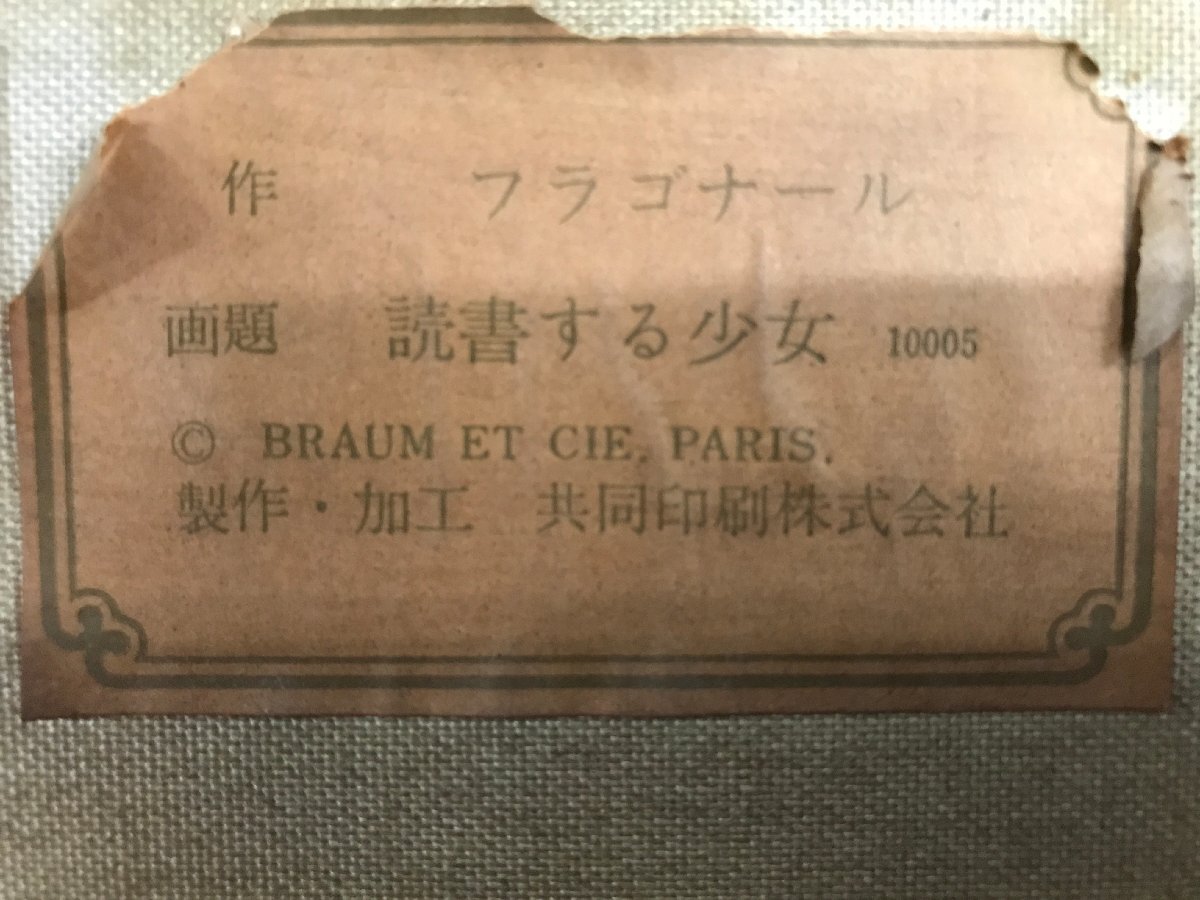 作 フラゴナール
画題 読書する少女 10005
© BRAUM ET CIE. PARIS.
製作・加工 共同印刷株式会社